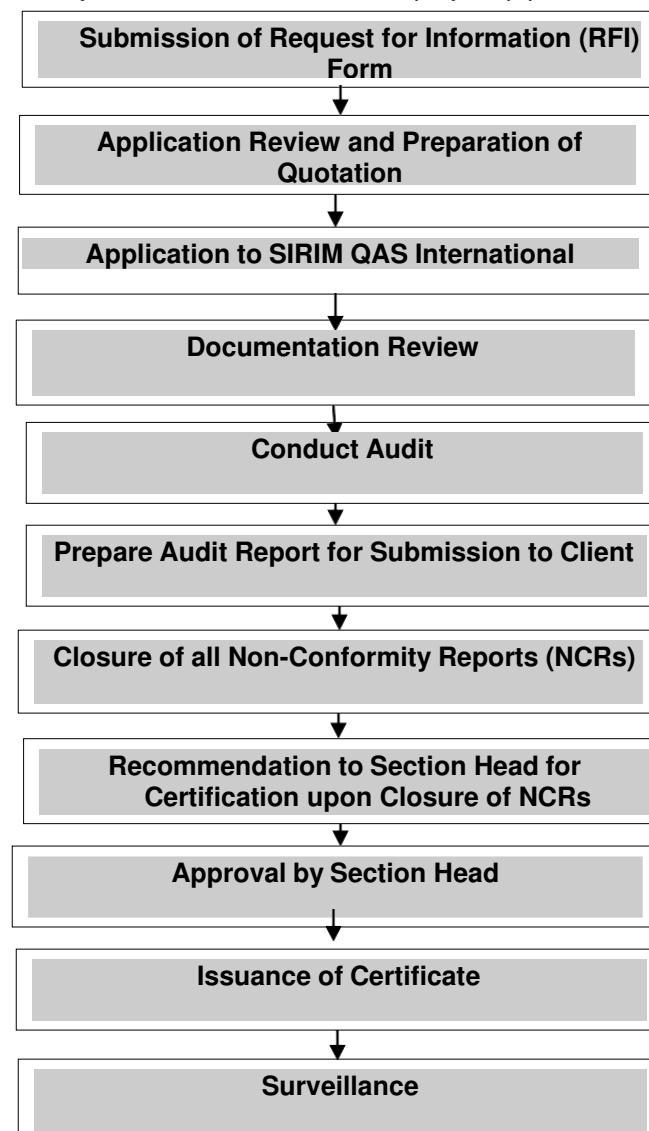 Submission of Request for Information (RFI)
Form
Application Review and Preparation of
Quotation
Application to SIRIM QAS International
Documentation Review
Conduct Audit
Prepare Audit Report for Submission to Client
Closure of all Non-Conformity Reports (NCRs)
Recommendation to Section Head for
Certification upon Closure of NCRs
Approval by Section Head
Issuance of Certificate
Surveillance